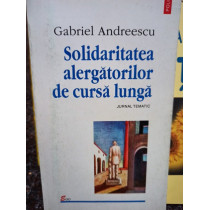 Gabriel Andreescu
Solidaritatea
alergătorilor
de cursă lungă
JURNAL TEMATIC